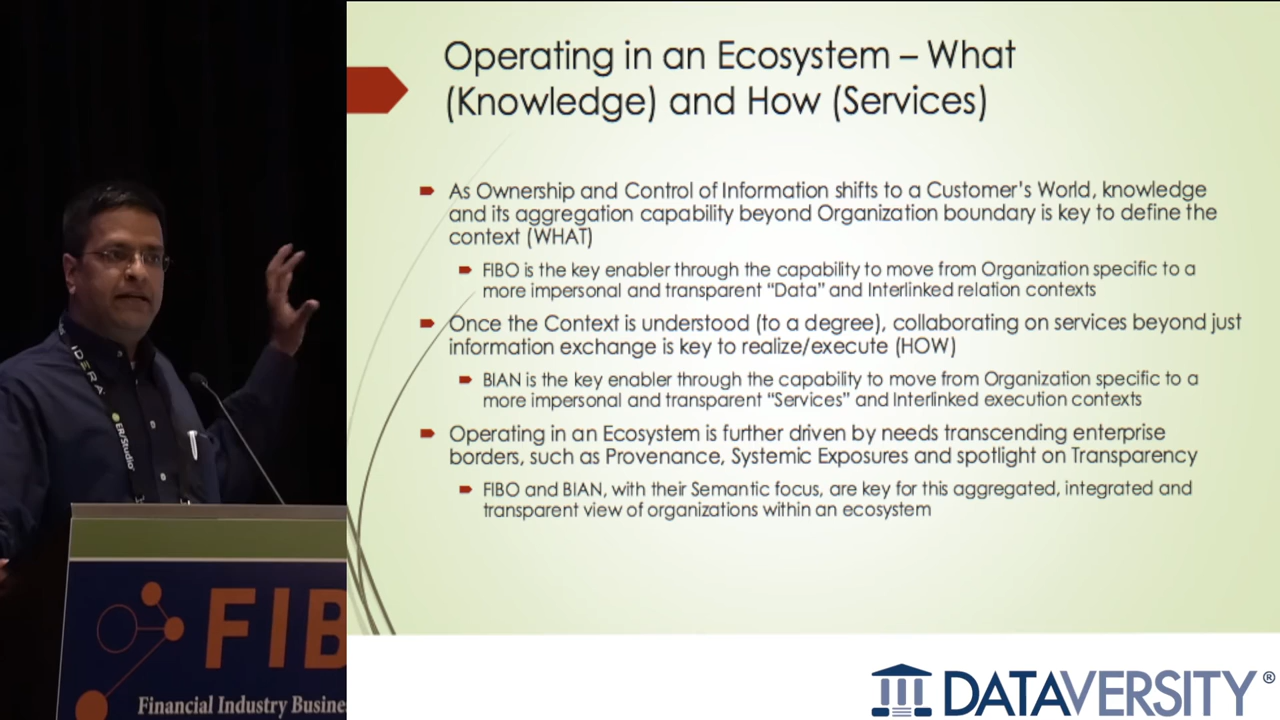 Operating in an Ecosystem – What
(Knowledge) and How (Services)
As Ownership and Control of Information shifts to a Customer's World, knowledge
and its aggregation capability beyond Organization boundary is key to define the
context (WHAT)
FIBO is the key enabler through the capability to move from Organization specific to a
more impersonal and transparent “Data” and Interlinked relation contexts
Once the Context is understood (to a degree), collaborating on services beyond just
information exchange is key to realize/execute (HOW)
BIAN is the key enabler through the capability to move from Organization specific to a
more impersonal and transparent “Services” and Interlinked execution contexts
Operating in an Ecosystem is further driven by needs transcending enterprise
borders, such as Provenance, Systemic Exposures and spotlight on Transparency
FIBO and BIAN, with their Semantic focus, are key for this aggregated, integrated and
transparent view of organizations within an ecosystem
IDERA
ER/Studio
FIB
Financial Industry Busine
DATAVERSITY®